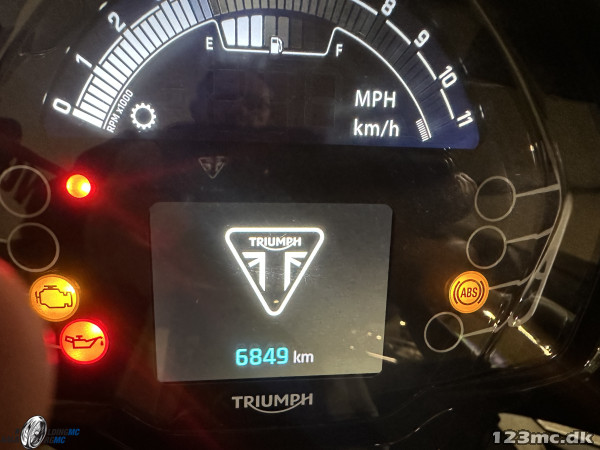 0 1 2 8 9 10 11
RPM X1000
E F
MPH
km/h
TRIUMPH
ABS
6849 km
TRIUMPH
123mc.dk